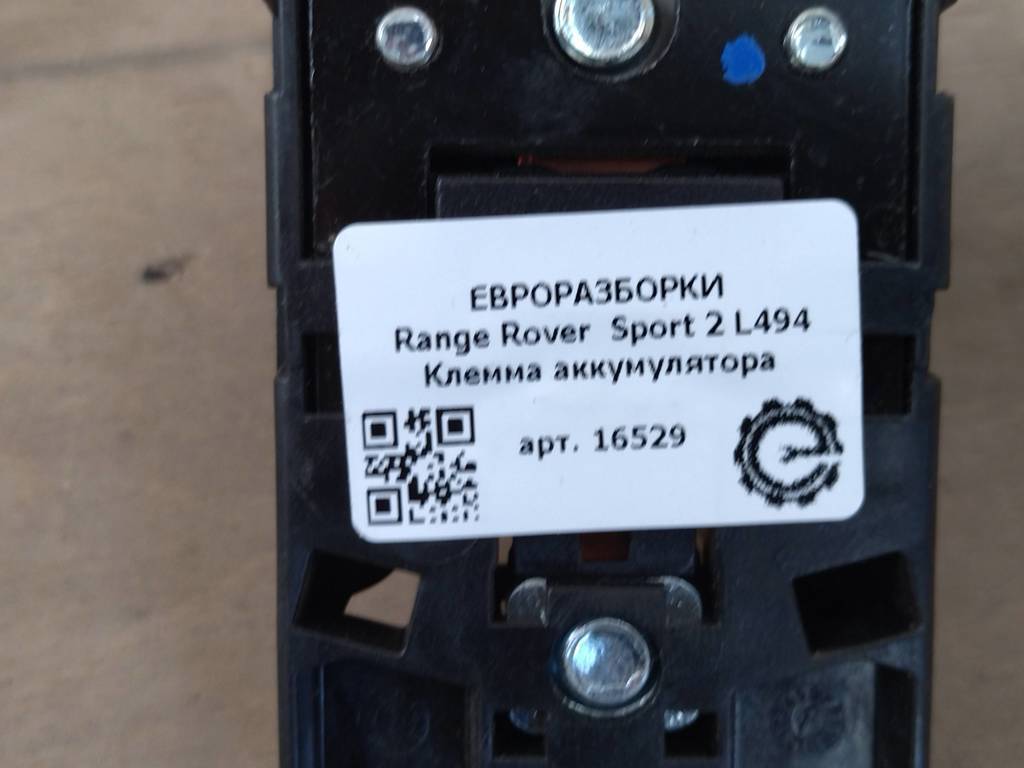 ЕВРОРАЗБОРКИ
Range Rover Sport 2 L494
Клемма аккумулятора
арт. 16529